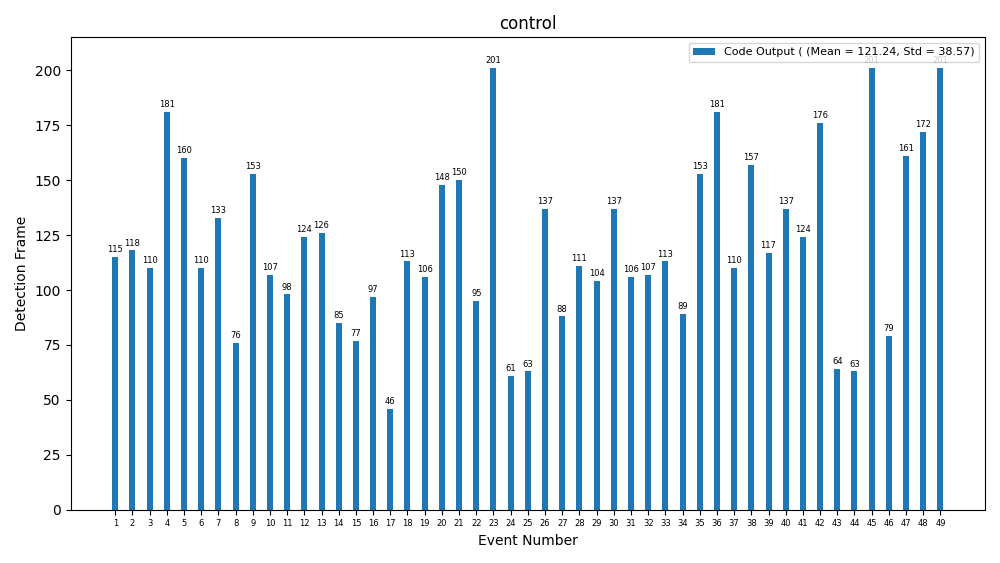 control
Code Output ( (Mean = 121.24, Std = 38.57)
Detection Frame
200
175
150
125
100
75
50
25
0
115 118 110 181 160 110 133 76 153 107 98 124 126 85 77 97 46 113 106 148 150 95 201 61 63 137 88 111 104 137 106 107 113 89 153 181 110 157 117 137 124 176 64 63 201 79 161 172 201
1 2 3 4 5 6 7 8 9 10 11 12 13 14 15 16 17 18 19 20 21 22 23 24 25 26 27 28 29 30 31 32 33 34 35 36 37 38 39 40 41 42 43 44 45 46 47 48 49
Event Number